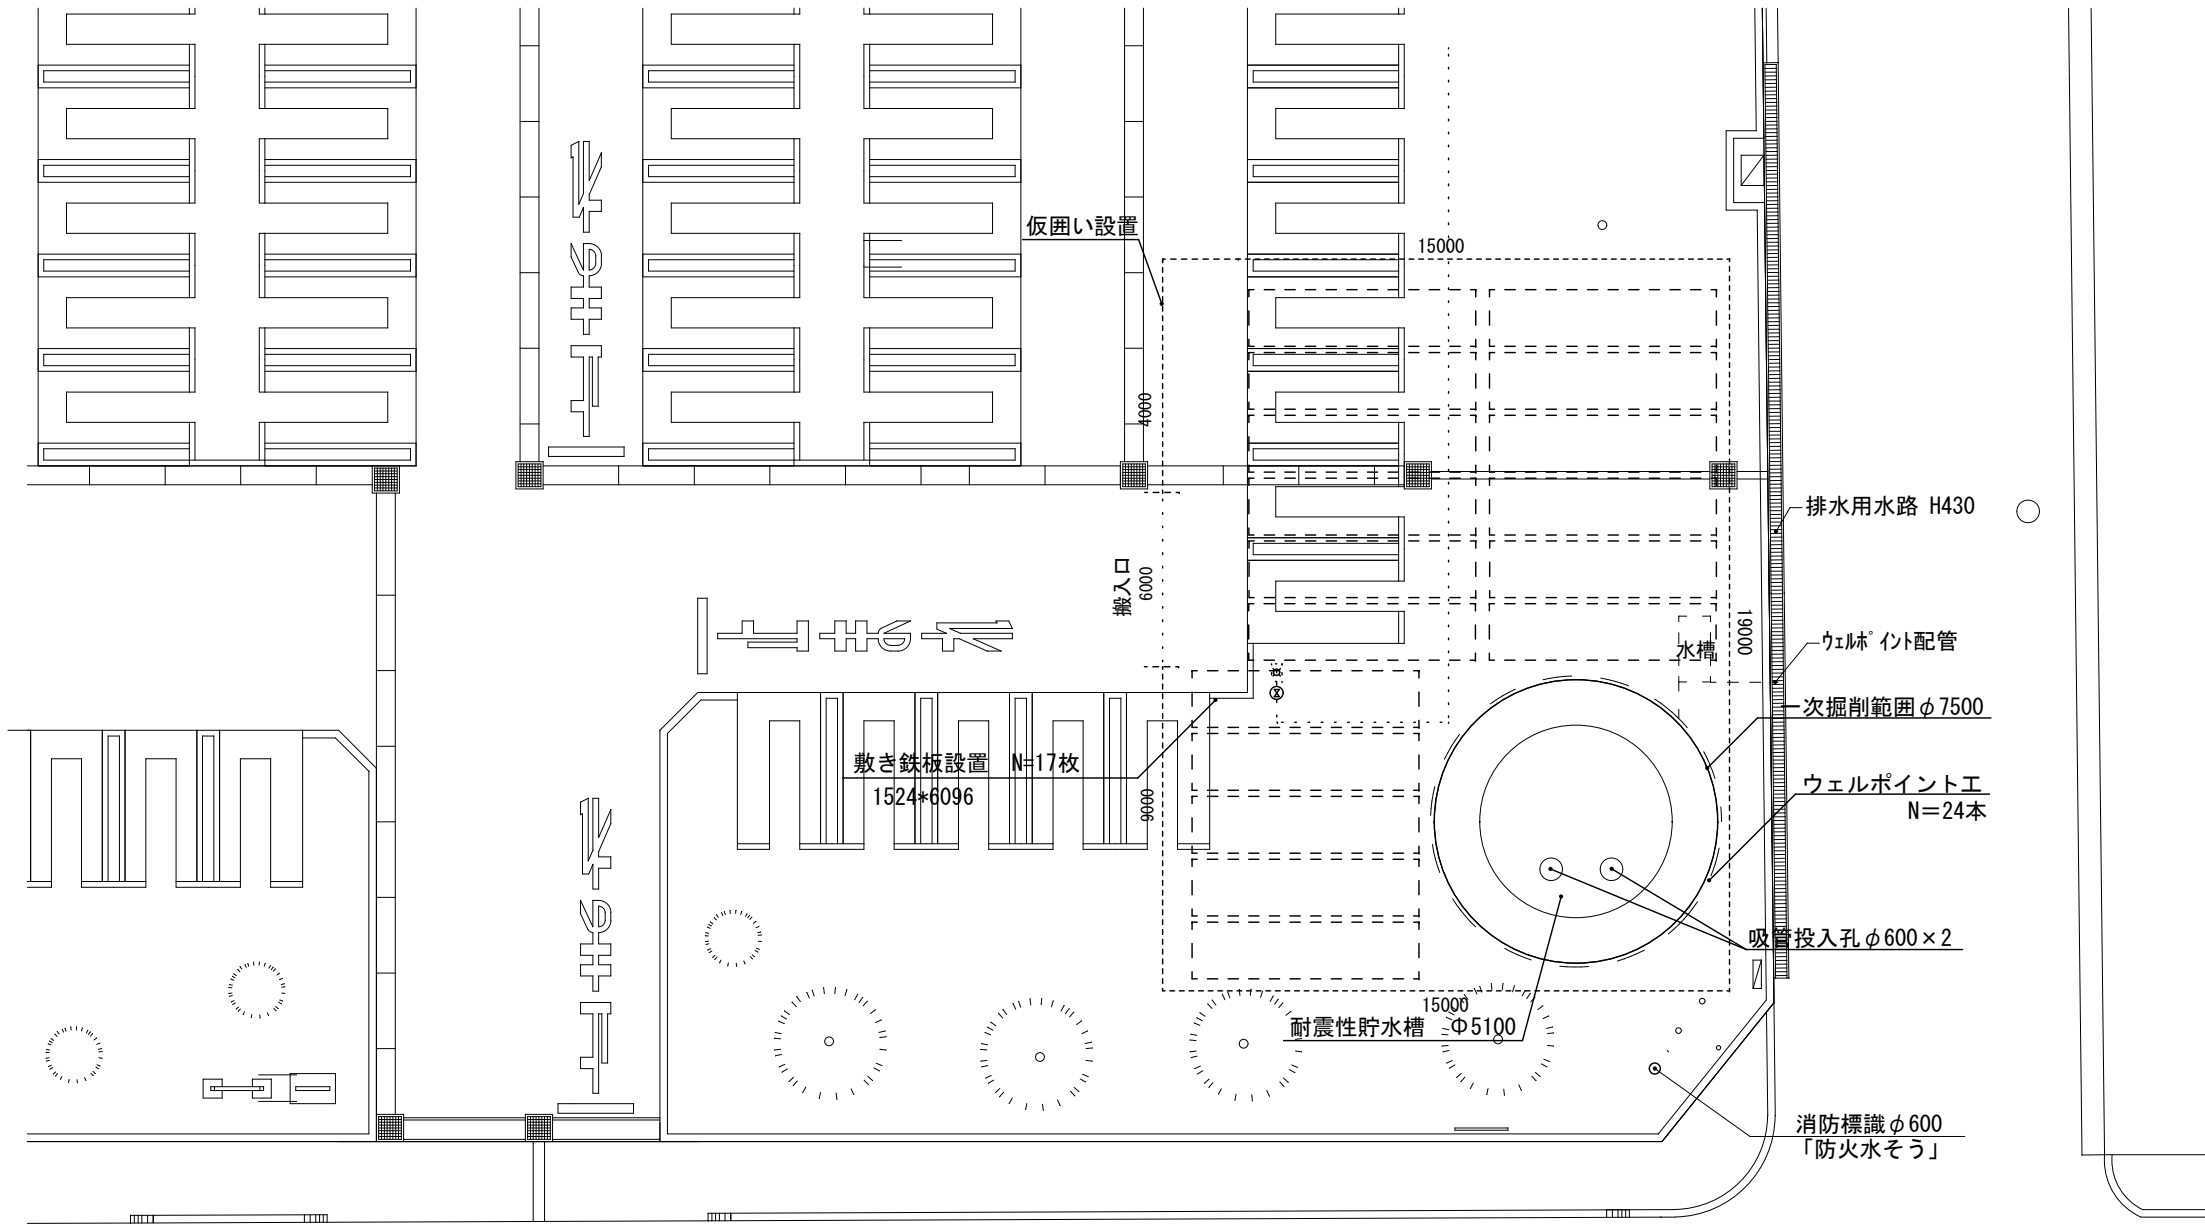 仮囲い設置
15000
4000
排水用水路 H430
搬入口
6000
19000
水槽
ウェルポイント配管
一次掘削範囲φ7500
敷き鉄板設置 N=17枚
1524*6096
9000
ウェルポイント工
N=24本
吸管投入孔φ600×2
15000
耐震性貯水槽 Φ5100
消防標識φ600
「防火水そう」